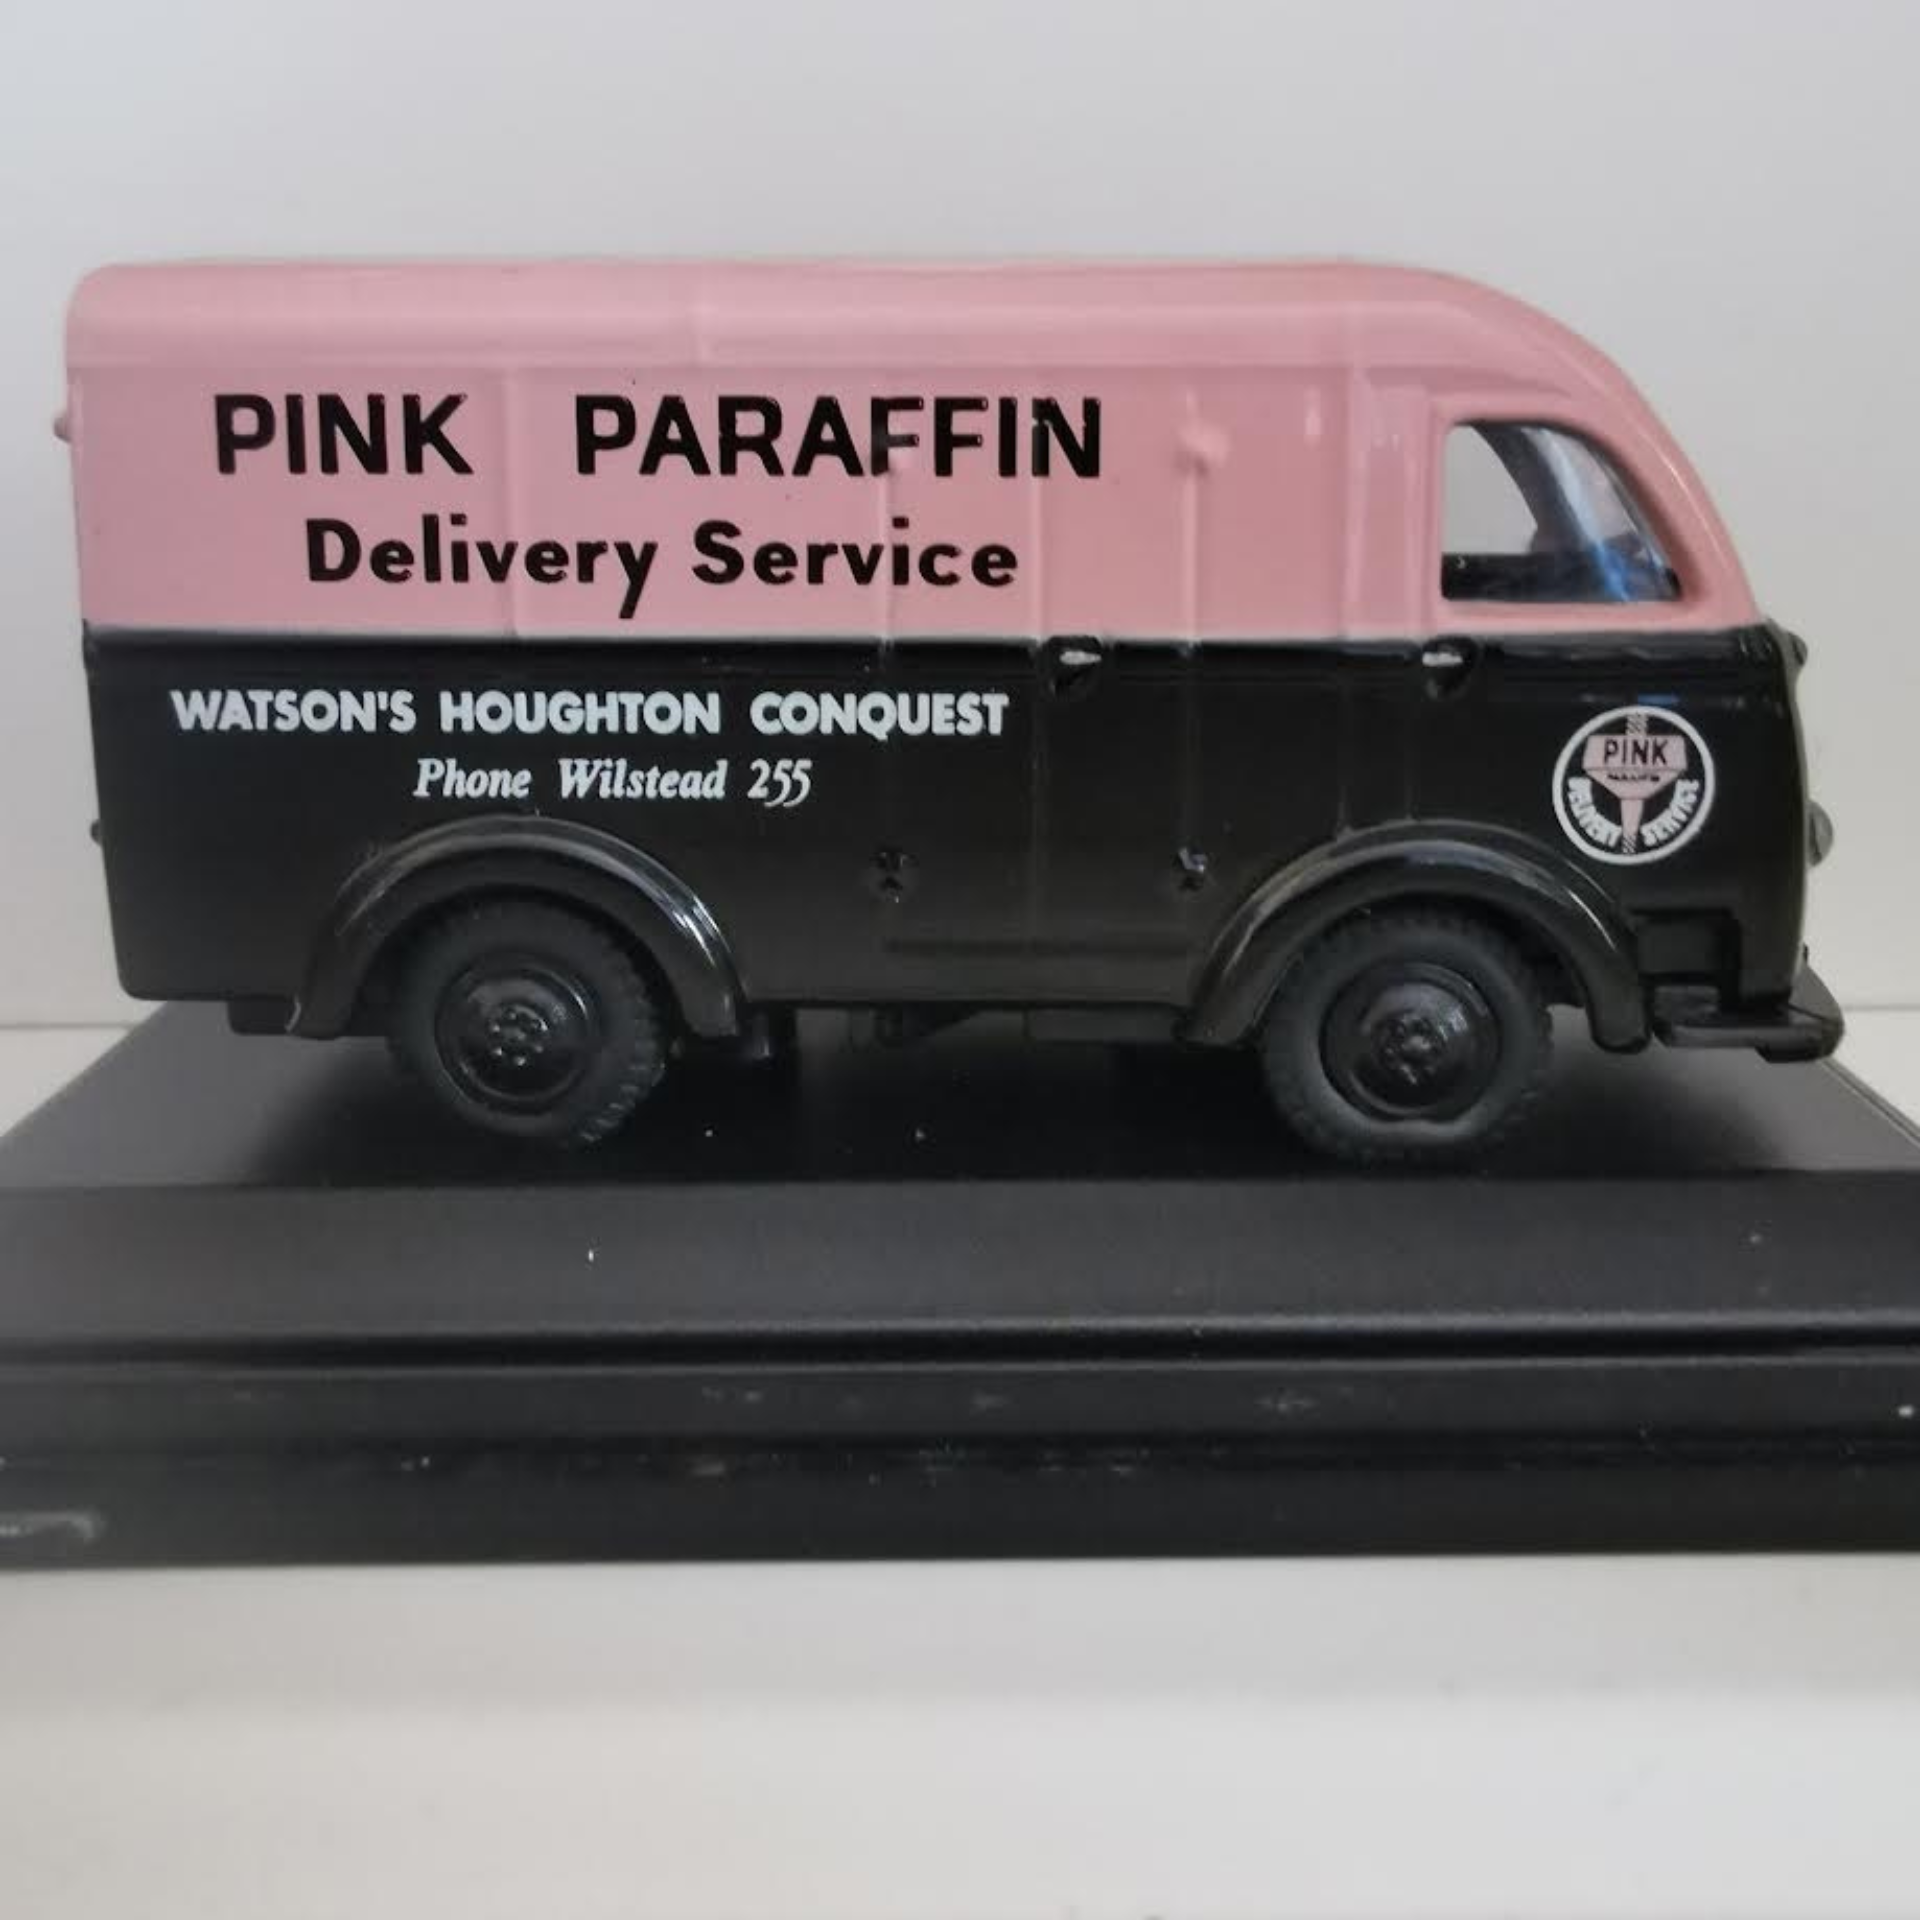 PINK PARAFFIN
Delivery Service
WATSON'S HOUGHTON CONQUEST
Phone Wilstead 255
PINK
DELIVERY SERVICE